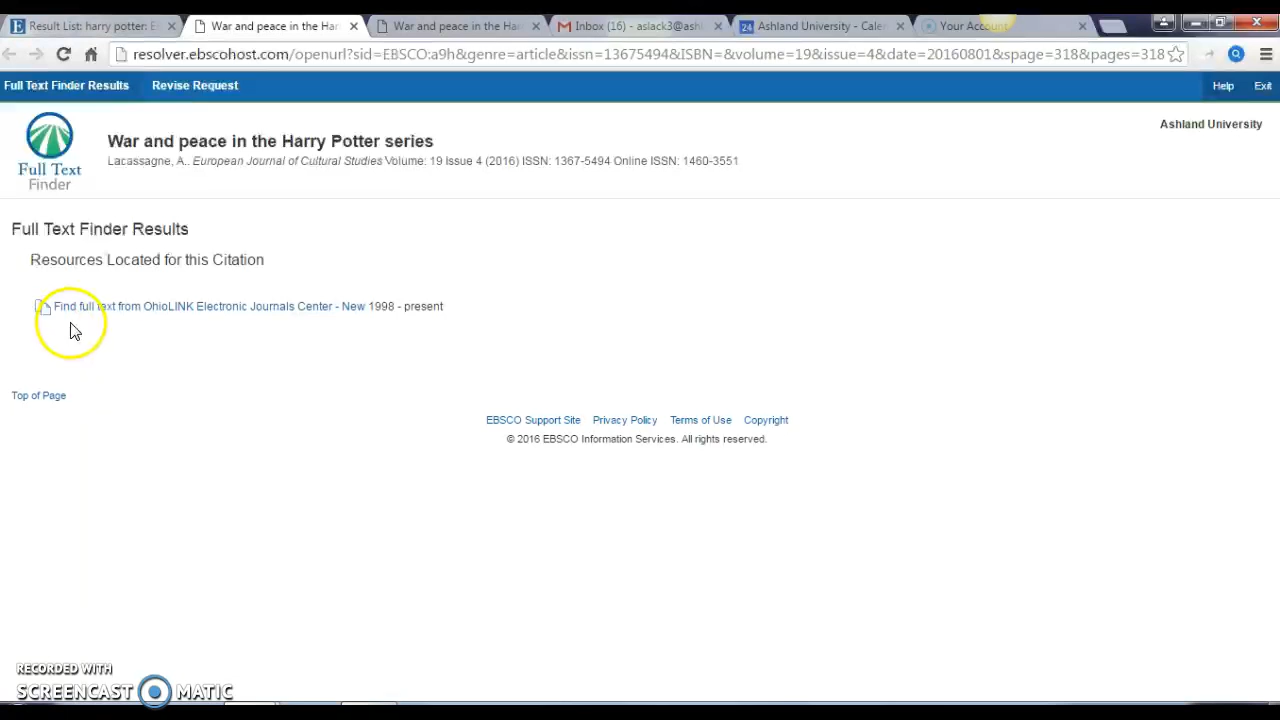 Result List: harry potter: E
War and peace in the Har
War and peace in the Har
Inbox (16) - aslack3@ash
24 Ashland University - Caler
Your Account
resolver.ebscohost.com/openurl?sid=EBSCO:a9h&genre=article&issn=13675494&ISBN=&volume=19&issue=4&date=20160801&spage=318&pages=318
Full Text Finder Results Revise Request Help Exit
War and peace in the Harry Potter series
Ashland University
Lacassagne, A.. European Journal of Cultural Studies Volume: 19 Issue 4 (2016) ISSN: 1367-5494 Online ISSN: 1460-3551
Full Text
Finder
Full Text Finder Results
Resources Located for this Citation
Find full text from OhioLINK Electronic Journals Center - New 1998 - present
Top of Page
EBSCO Support Site Privacy Policy Terms of Use Copyright
© 2016 EBSCO Information Services. All rights reserved.
RECORDED WITH
SCREENCAST MATIC